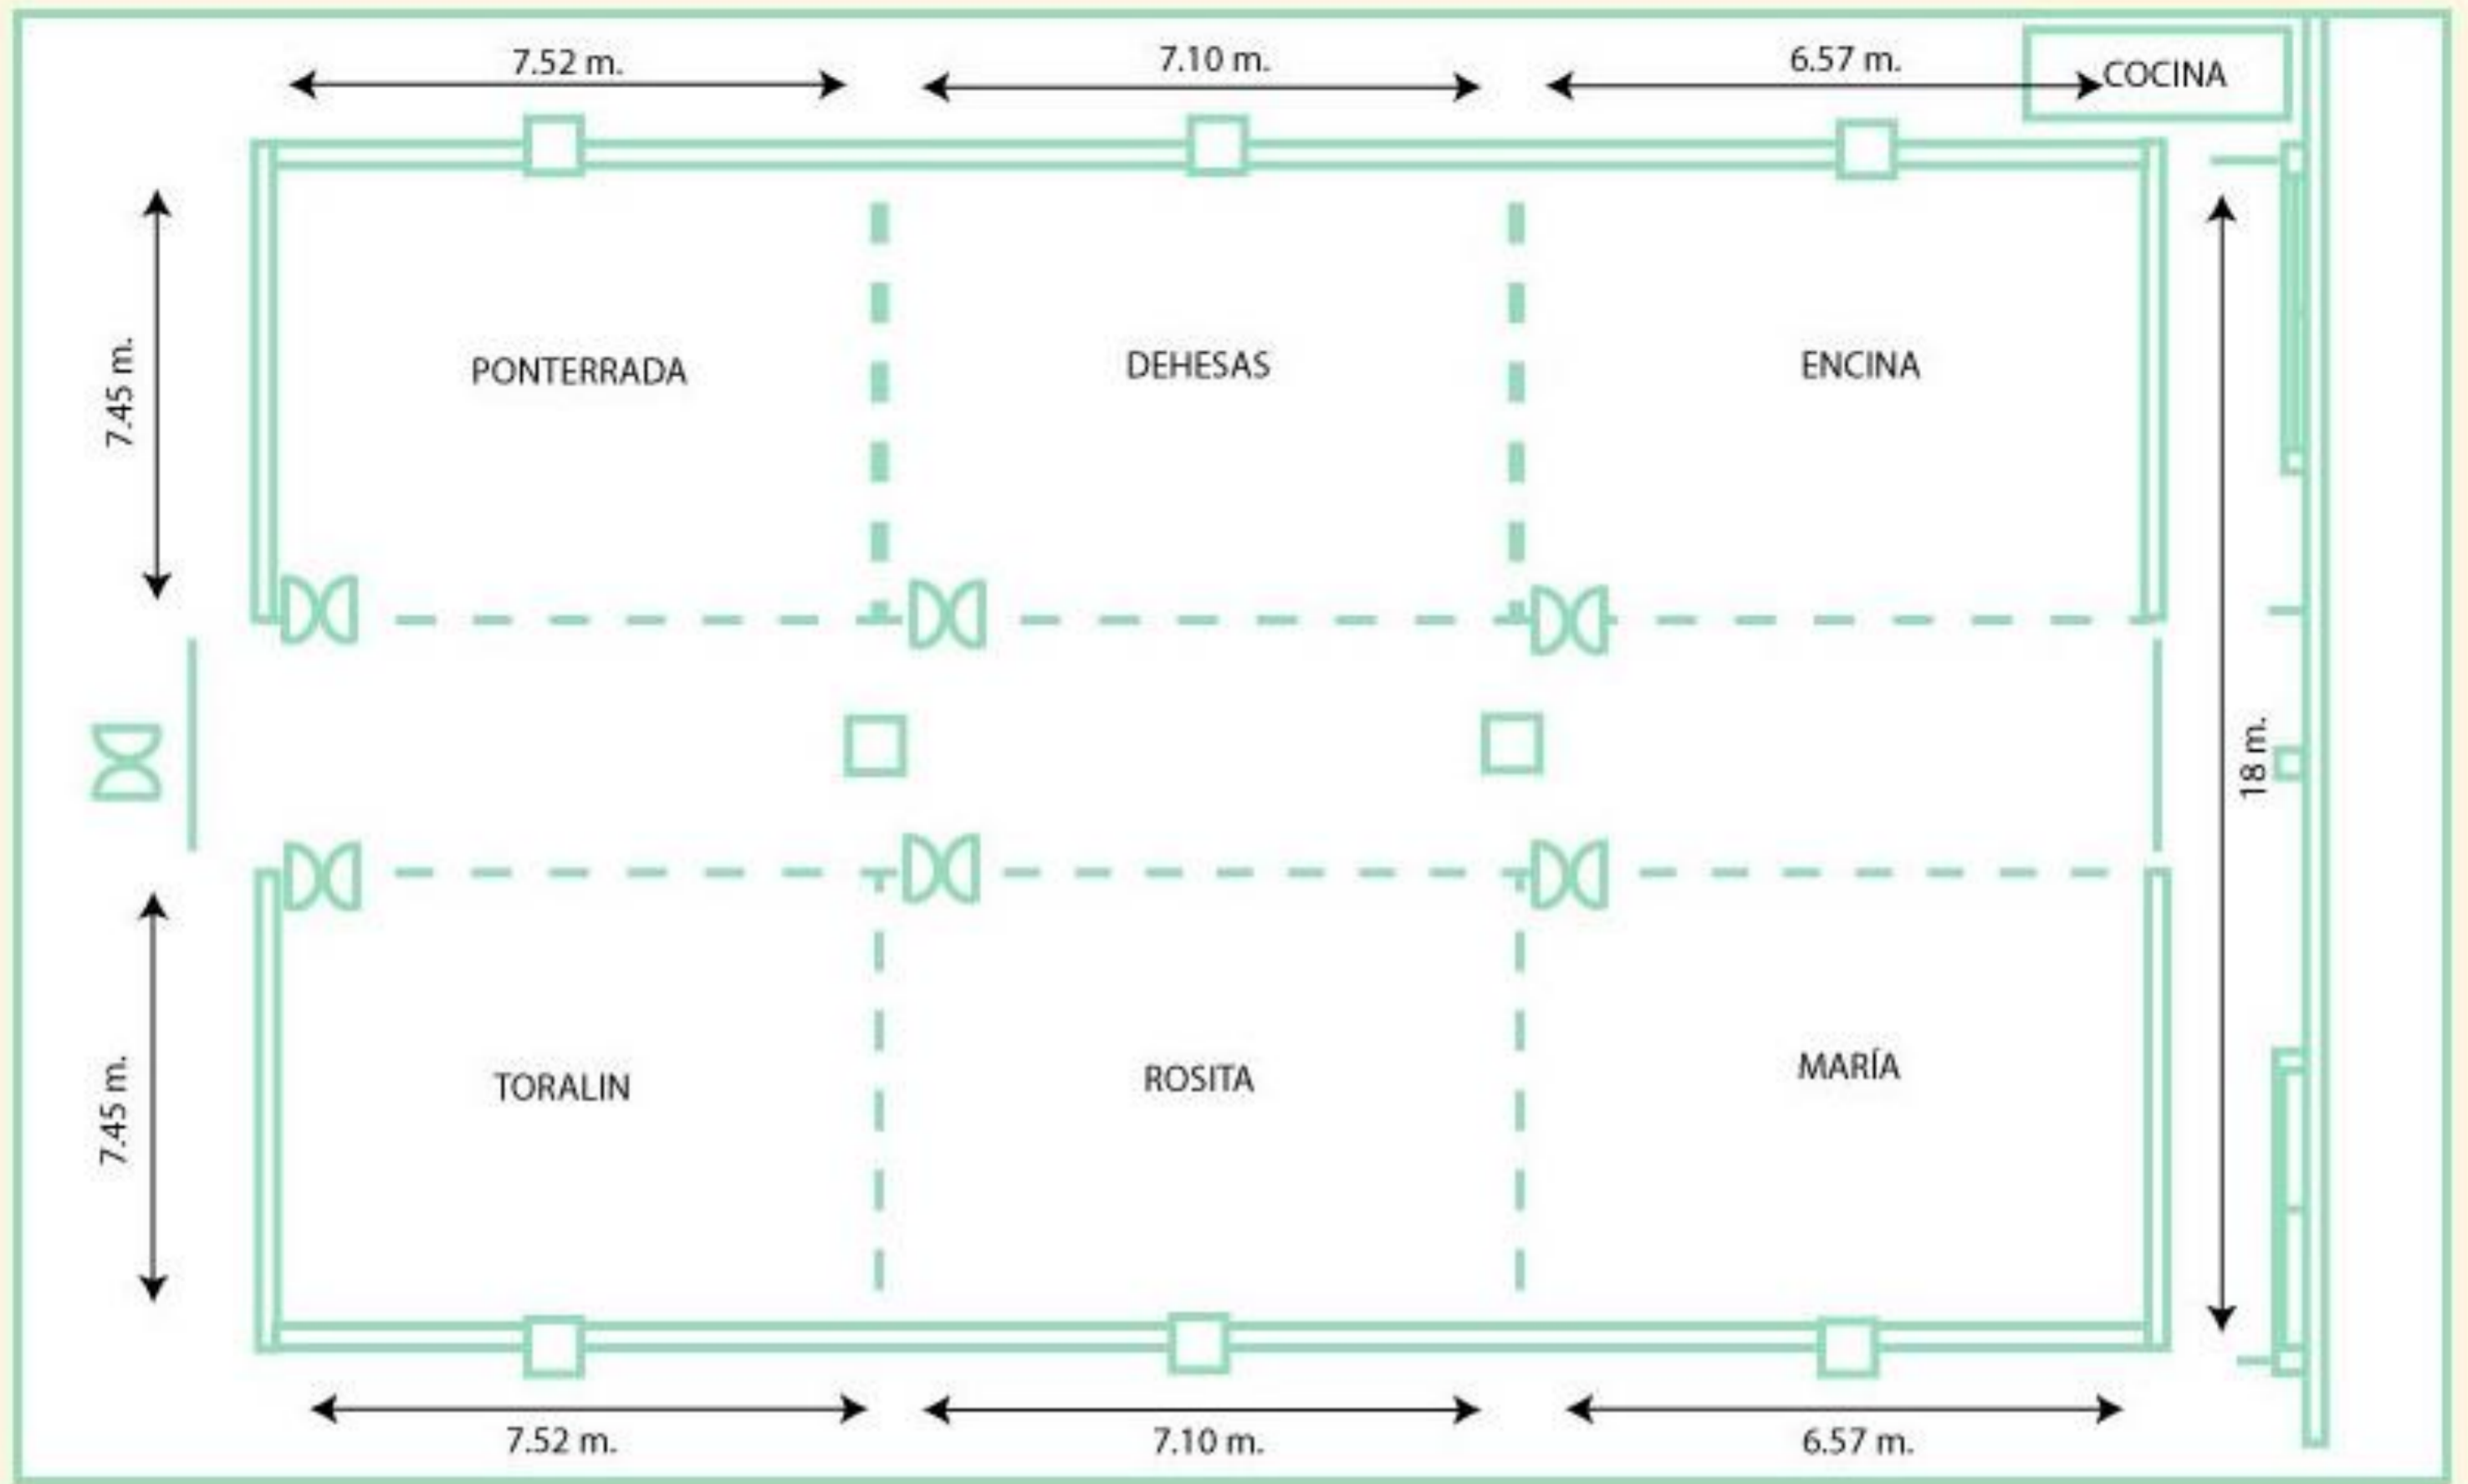 7.52 m.
7.10 m.
6.57 m.
COCINA
7.45 m.
PONTERRADA
DEHESAS
ENCINA
18 m.
7.45 m.
TORALIN
ROSITA
MARÍA
7.52 m.
7.10 m.
6.57 m.